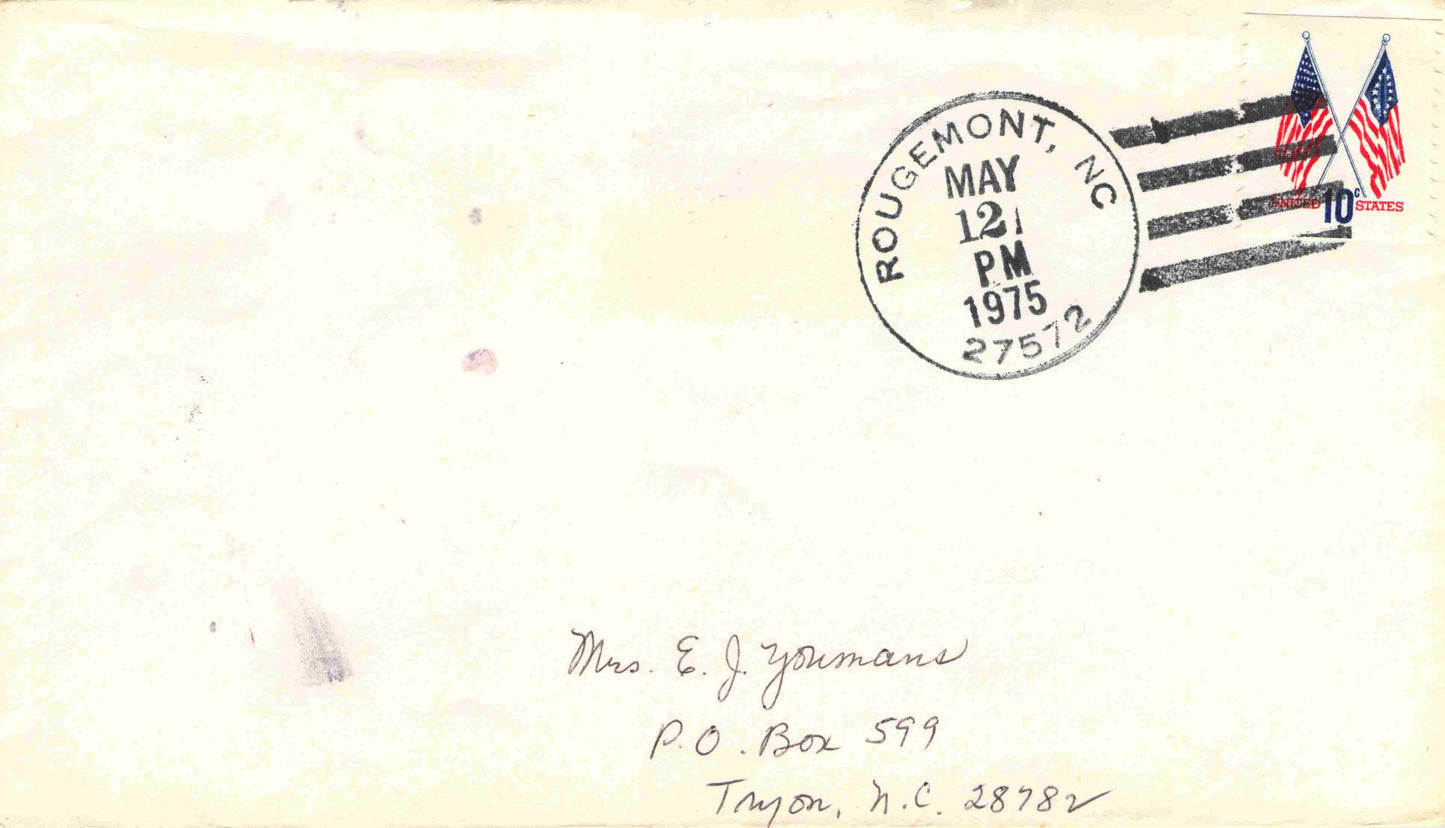 ROUGEMONT, NC
MAY
12
PM
1975
27572
UNITED 10c STATES
Mrs. E. J. Youmans
P.O. Box 599
Tryon, N.C. 28782